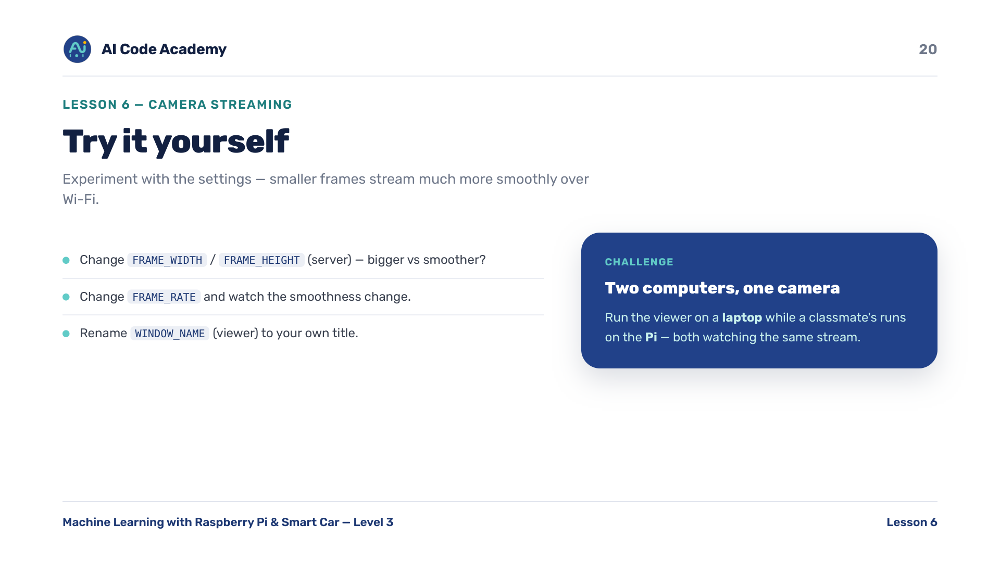 AI Code Academy
20
LESSON 6 — CAMERA STREAMING
Try it yourself
Experiment with the settings — smaller frames stream much more smoothly over
Wi-Fi.
Change FRAME_WIDTH / FRAME_HEIGHT (server) — bigger vs smoother?
Change FRAME_RATE and watch the smoothness change.
Rename WINDOW_NAME (viewer) to your own title.
CHALLENGE
Two computers, one camera
Run the viewer on a laptop while a classmate's runs
on the Pi — both watching the same stream.
Machine Learning with Raspberry Pi & Smart Car — Level 3
Lesson 6